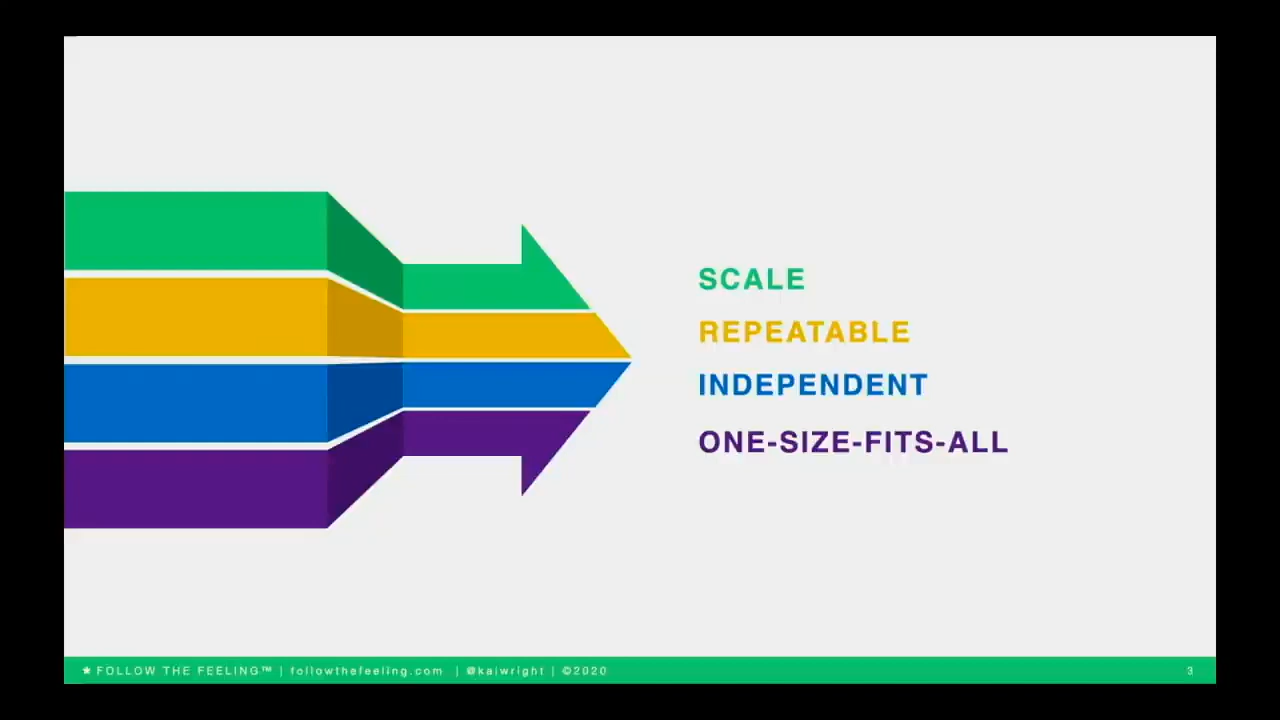 SCALE
REPEATABLE
INDEPENDENT
ONE-SIZE-FITS-ALL
★ FOLLOW THE FEELING™ | followthefeeling.com | @kaiwright | ©2020
3